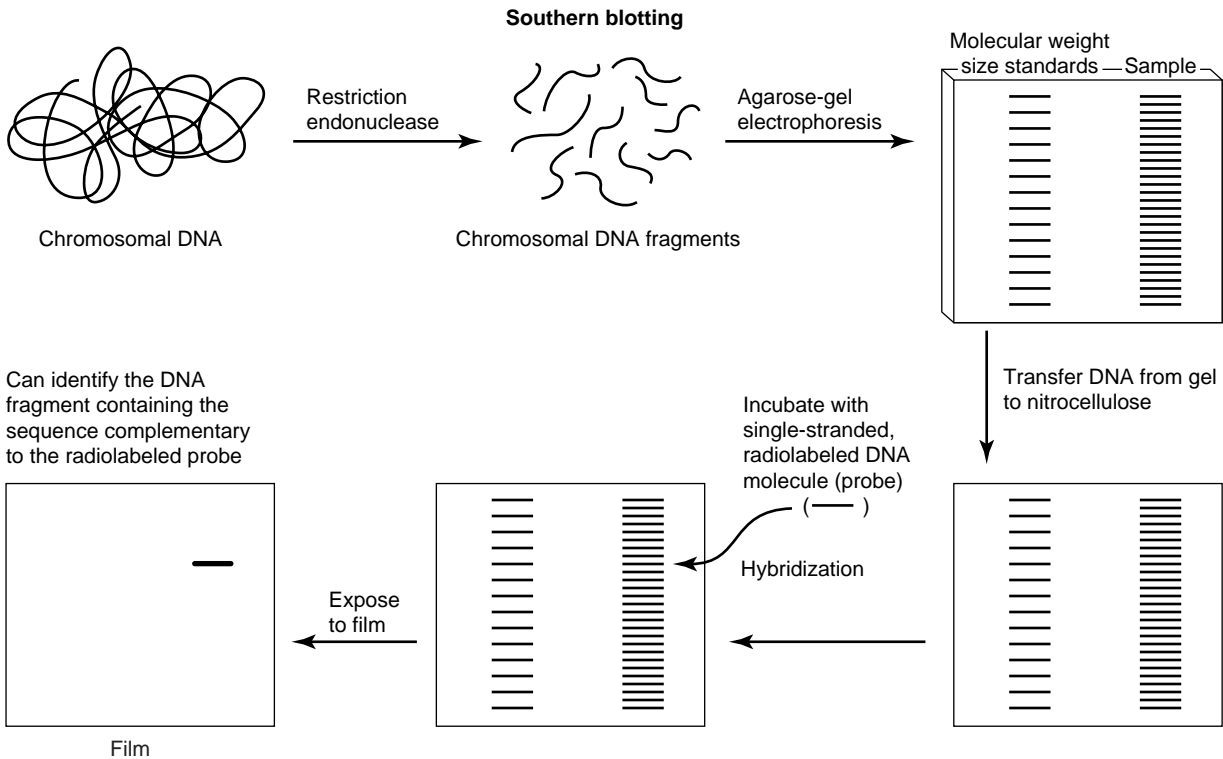 Southern blotting
Restriction
endonuclease
Agarose-gel
electrophoresis
Molecular weight
size standards
Sample
Chromosomal DNA
Chromosomal DNA fragments
Transfer DNA from gel
to nitrocellulose
Incubate with
single-stranded,
radiolabeled DNA
molecule (probe)
( )
Hybridization
Expose
to film
Can identify the DNA
fragment containing the
sequence complementary
to the radiolabeled probe
Film